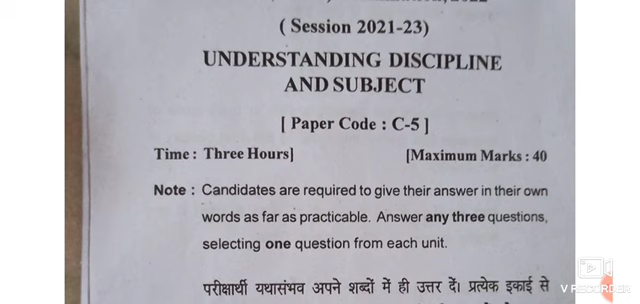 ( Session 2021-23)
UNDERSTANDING DISCIPLINE
AND SUBJECT
[ Paper Code : C-5 ]
Time : Three Hours] [Maximum Marks : 40
Note : Candidates are required to give their answer in their own
words as far as practicable. Answer any three questions,
selecting one question from each unit.
परीक्षार्थी यथासंभव अपने शब्दों में ही उत्तर दें। प्रत्येक इकाई से
V RECORDER